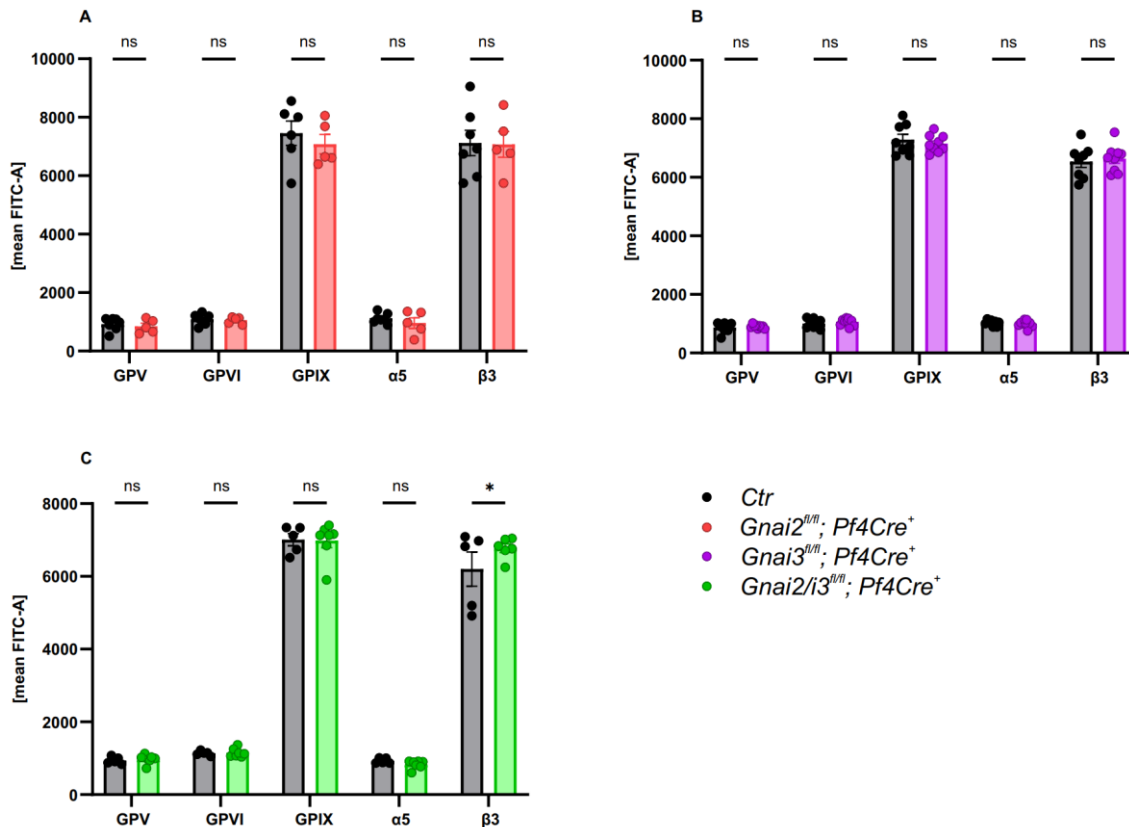 A
ns ns ns ns ns
10000
8000
6000
4000
2000
0
[mean FITC-A]
GPV GPVI GPIX α5 β3
B
ns ns ns ns ns
10000
8000
6000
4000
2000
0
[mean FITC-A]
GPV GPVI GPIX α5 β3
C
ns ns ns ns *
8000
6000
4000
2000
0
[mean FITC-A]
GPV GPVI GPIX α5 β3
Ctr
Gnai2fl/fl; Pf4Cre+
Gnai3fl/fl; Pf4Cre+
Gnai2/i3fl/fl; Pf4Cre+